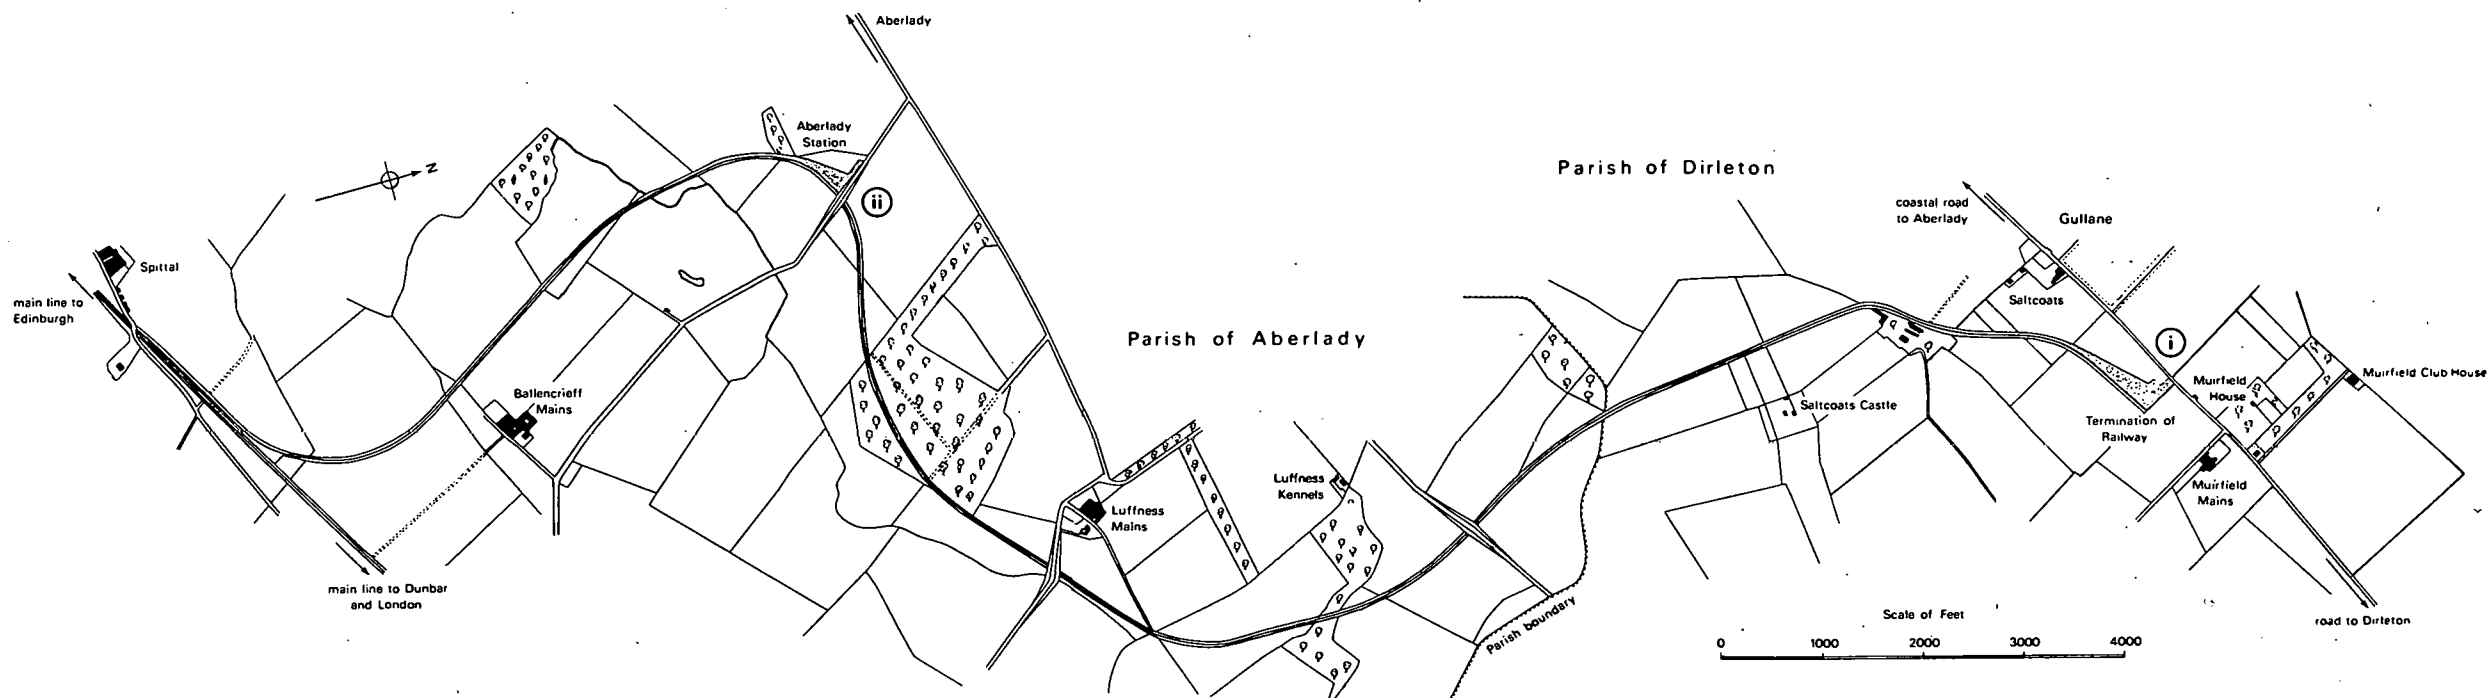 Aberlady
Aberlady
Station
N
Parish of Dirleton
coastal road
to Aberlady
Gullane
ii
Spittal
main line to
Edinburgh
Saltcoats
Parish of Aberlady
i
Muirfield Club House
Muirfield
House
Ballencrieff
Mains
Saltcoats Castle
Termination of
Railway
Luffness
Kennels
Muirfield
Mains
Luffness
Mains
main line to Dunbar
and London
Parish boundary
Scale of Feet
road to Dirleton
0 1000 2000 3000 4000